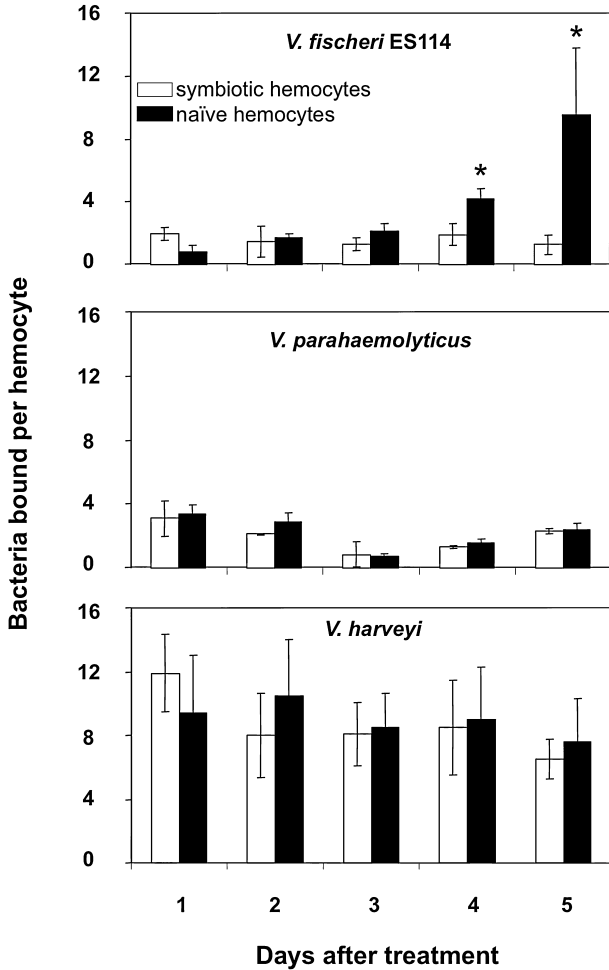 Bacteria bound per hemocyte
V. fischeri ES114
symbiotic hemocytes
naïve hemocytes
16
12
8
4
0
*
*
V. parahaemolyticus
16
12
8
4
0
V. harveyi
16
12
8
4
0
1 2 3 4 5
Days after treatment